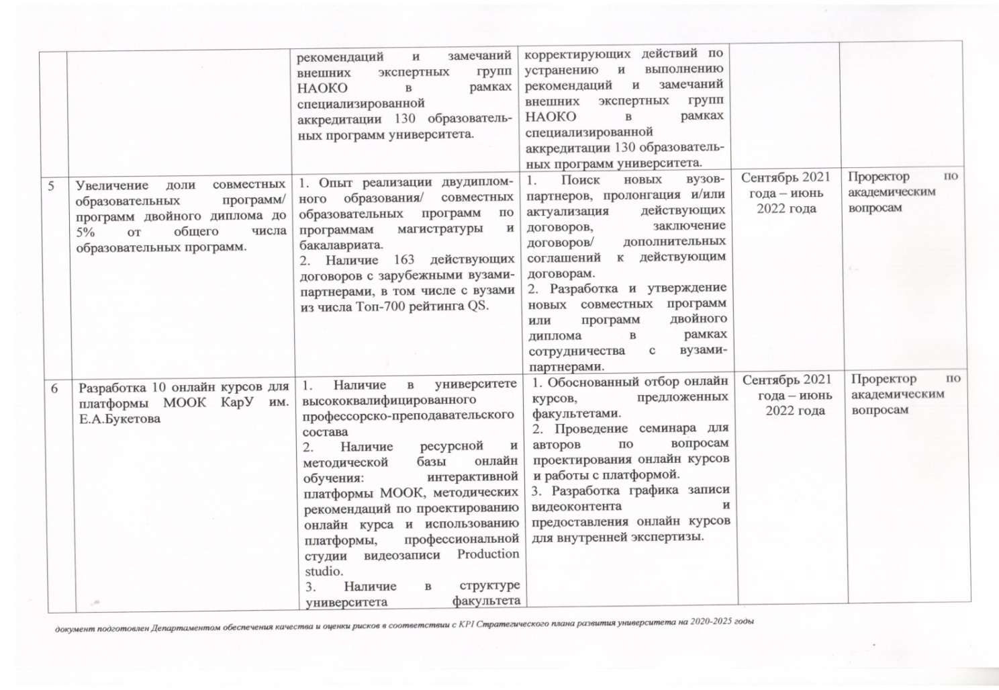 рекомендаций и замечаний
внешних экспертных групп
НАОКО в рамках
специализированной
аккредитации 130 образователь-
ных программ университета.
корректирующих действий по
устранению и выполнению
рекомендаций и замечаний
внешних экспертных групп
НАОКО в рамках
специализированной
аккредитации 130 образователь-
ных программ университета.
5
Увеличение доли совместных
образовательных программ/
программ двойного диплома до
5% от общего числа
образовательных программ.
1. Опыт реализации двудиплом-
ного образования/ совместных
образовательных программ по
программам магистратуры и
бакалавриата.
2. Наличие 163 действующих
договоров с зарубежными вузами-
партнерами, в том числе с вузами
из числа Топ-700 рейтинга QS.
1. Поиск новых вузов-
партнеров, пролонгация и/или
актуализация действующих
договоров, заключение
договоров/ дополнительных
соглашений к действующим
договорам.
2. Разработка и утверждение
новых совместных программ
или программ двойного
диплома в рамках
сотрудничества с вузами-
партнерами.
Сентябрь 2021
года – июнь
2022 года
Проректор по
академическим
вопросам
6
Разработка 10 онлайн курсов для
платформы МООК КарУ им.
Е.А.Букетова
1. Наличие в университете
высококвалифицированного
профессорско-преподавательского
состава
2. Наличие ресурсной и
методической базы онлайн
обучения: интерактивной
платформы МООК, методических
рекомендаций по проектированию
онлайн курса и использованию
платформы, профессиональной
студии видеозаписи Production
studio.
3. Наличие в структуре
университета факультета
1. Обоснованный отбор онлайн
курсов, предложенных
факультетами.
2. Проведение семинара для
авторов по вопросам
проектирования онлайн курсов
и работы с платформой.
3. Разработка графика записи
видеоконтента и
предоставления онлайн курсов
для внутренней экспертизы.
Сентябрь 2021
года – июнь
2022 года
Проректор по
академическим
вопросам
документ подготовлен Департаментом обеспечения качества и оценки рисков в соответствии с KPI Стратегического плана развития университета на 2020-2025 годы